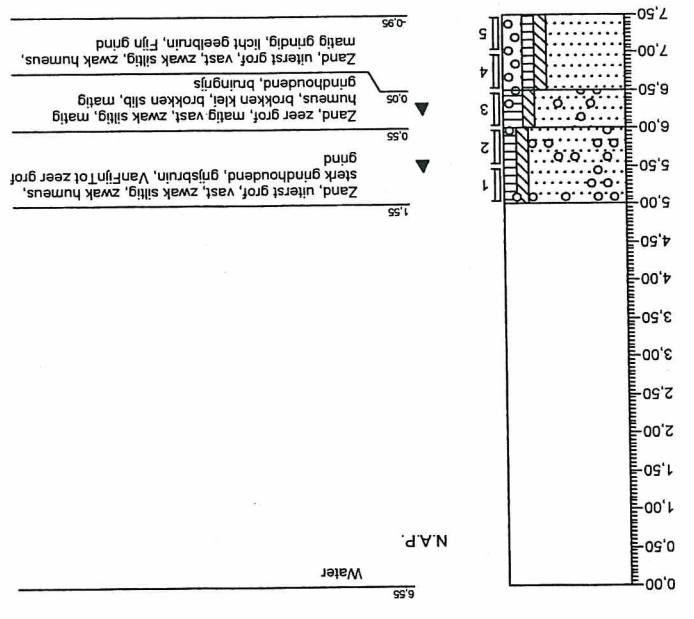 0,00
0,50
1,00
1,50
2,00
2,50
3,00
3,50
4,00
4,50
5,00
5,50
6,00
6,50
7,00
7,50
1
2
3
4
5
6,55
Water
N.A.P.
1,55
Zand, uiterst grof, vast, zwak siltig, zwak humeus,
sterk grindhoudend, grijsbruin, VanFijnTot zeer grof
grind
0,55
Zand, zeer grof, matig vast, zwak siltig, matig
humeus, brokken klei, brokken slib, matig
grindhoudend, bruingrijs
0,05
Zand, uiterst grof, vast, zwak siltig, zwak humeus,
matig grindig, licht geelbruin, Fijn grind
-0,95